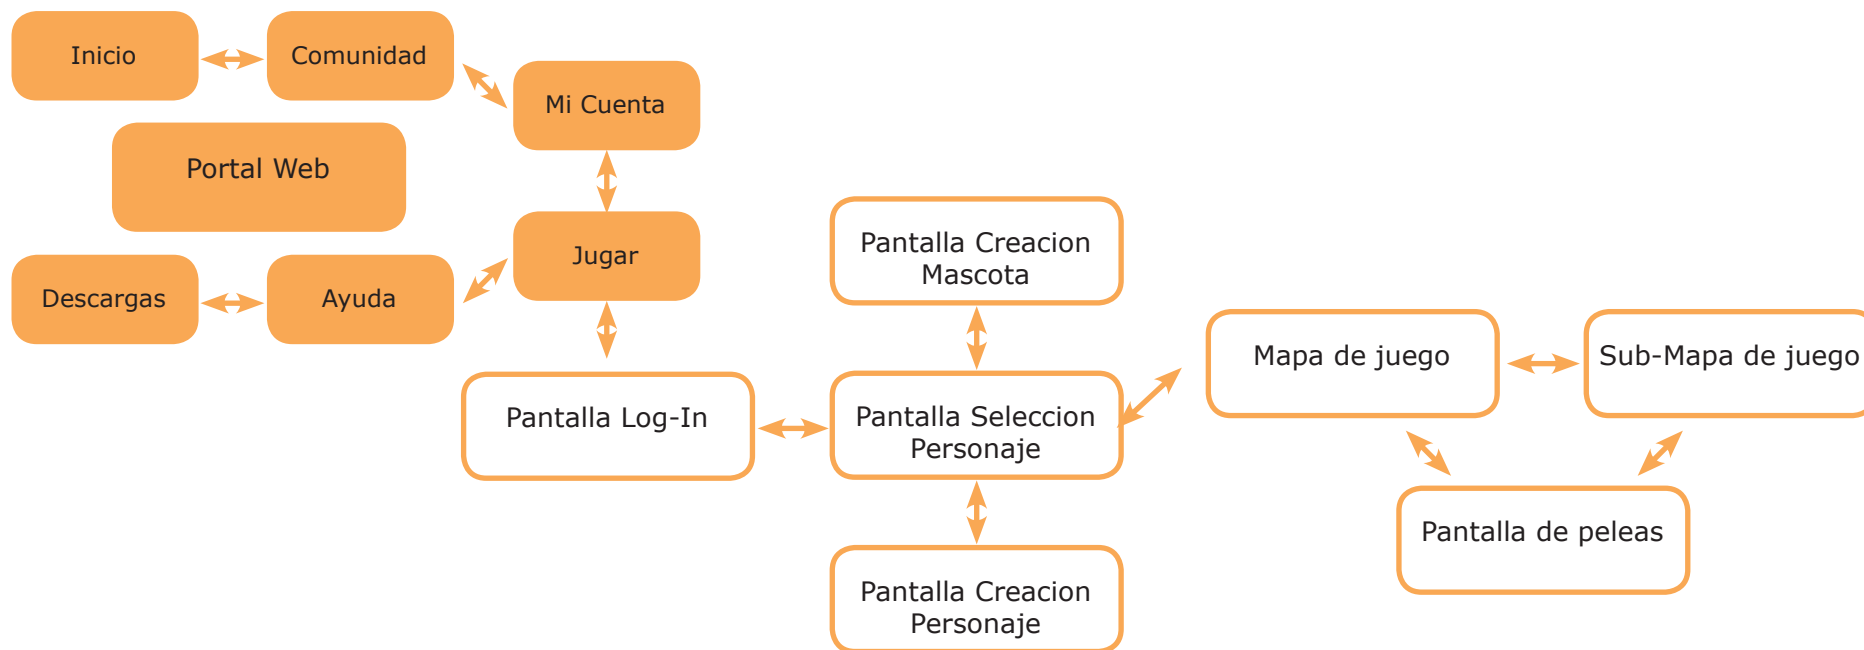 Inicio
Comunidad
Mi Cuenta
Portal Web
Jugar
Descargas
Ayuda
Pantalla Creacion
Mascota
Mapa de juego
Sub-Mapa de juego
Pantalla Log-In
Pantalla Seleccion
Personaje
Pantalla de peleas
Pantalla Creacion
Personaje